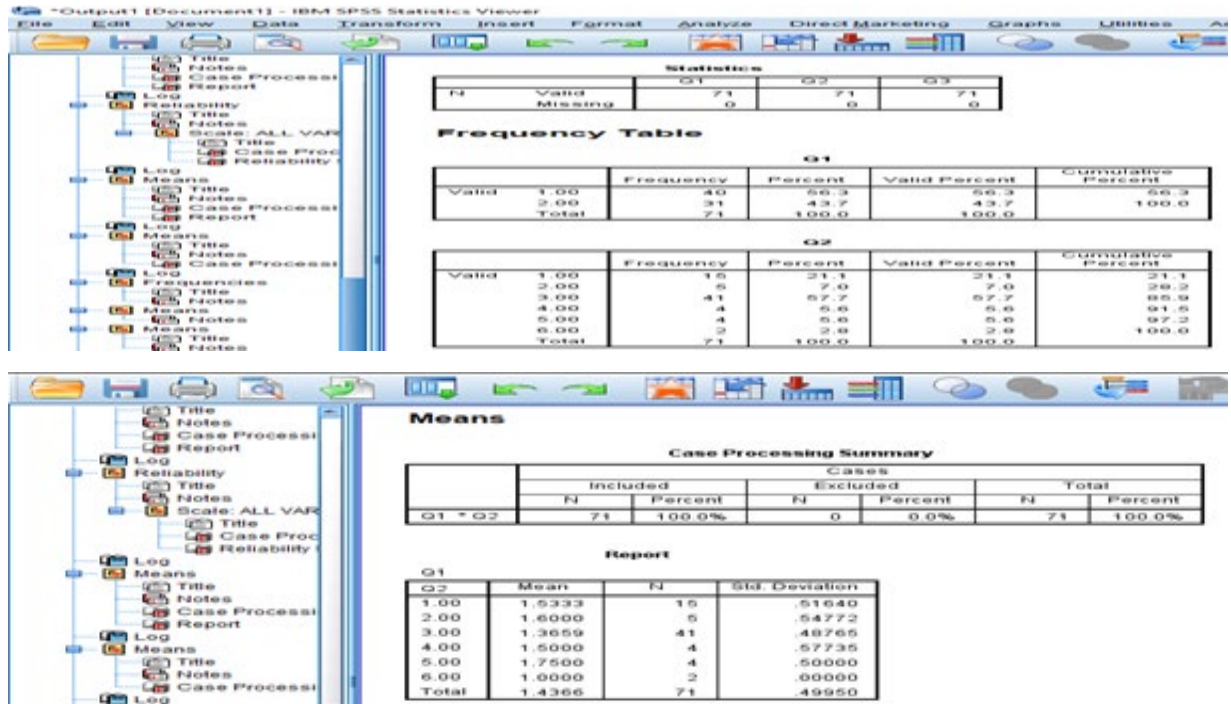 *Output1 [Document1] - IBM SPSS Statistics Viewer
File Edit View Data Transform Insert Format Analyze Direct Marketing Graphs Utilities
Title
Notes
Case Processi
Report
Log
Reliability
Title
Notes
Scale: ALL VAR
Title
Case Proc
Reliability
Log
Means
Title
Notes
Case Processi
Report
Log
Means
Title
Notes
Case Processi
Log
Frequencies
Title
Notes
Means
Notes
Means
Title
Notes
Statistics
Q1 Q2 Q3
N Valid 71 71 71
Missing 0 0 0
Frequency Table
Q1
Frequency Percent Valid Percent Cumulative Percent
Valid 1.00 40 56.3 56.3 56.3
2.00 31 43.7 43.7 100.0
Total 71 100.0 100.0
Q2
Frequency Percent Valid Percent Cumulative Percent
Valid 1.00 15 21.1 21.1 21.1
2.00 5 7.0 7.0 28.2
3.00 41 57.7 57.7 85.9
4.00 4 5.6 5.6 91.5
5.00 4 5.6 5.6 97.2
6.00 2 2.8 2.8 100.0
Total 71 100.0 100.0
Title
Notes
Case Processi
Report
Log
Reliability
Title
Notes
Scale: ALL VAR
Title
Case Proc
Reliability
Log
Means
Title
Notes
Case Processi
Report
Log
Means
Title
Notes
Case Processi
Log
Means
Case Processing Summary
Cases
Included Excluded Total
N Percent N Percent N Percent
Q1 * Q2 71 100.0% 0 0.0% 71 100.0%
Report
Q1
Q2 Mean N Std. Deviation
1.00 1.5333 15 .51640
2.00 1.6000 5 .54772
3.00 1.3659 41 .48765
4.00 1.5000 4 .57735
5.00 1.7500 4 .50000
6.00 1.0000 2 .00000
Total 1.4366 71 .49950